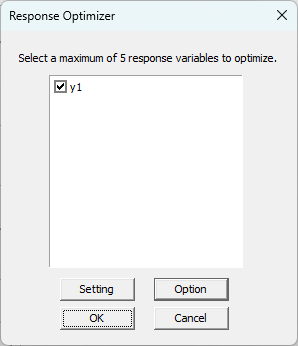 Response Optimizer
Select a maximum of 5 response variables to optimize.
y1
Setting Option
OK Cancel